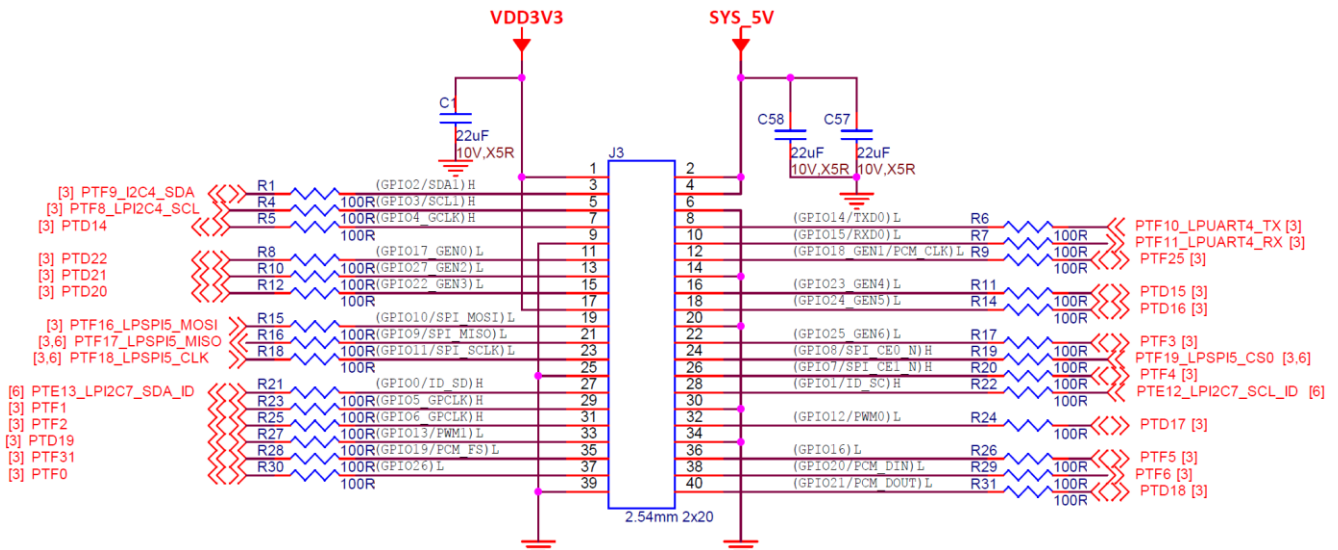 VDD3V3 SYS_5V
C1
22uF
10V,X5R
C58 C57
22uF 22uF
10V,X5R 10V,X5R
J3
1 2
[3] PTF9_I2C4_SDA R1 100R (GPIO2/SDA1)H 3 4
[3] PTF8_LPI2C4_SCL R4 100R (GPIO3/SCL1)H 5 6
[3] PTD14 R5 100R (GPIO4_GCLK)H 7 8 (GPIO14/TXD0)L R6 100R PTF10_LPUART4_TX [3]
9 10 (GPIO15/RXD0)L R7 100R PTF11_LPUART4_RX [3]
[3] PTD22 R8 100R (GPIO17_GEN0)L 11 12 (GPIO18_GEN1/PCM_CLK)L R9 100R PTF25 [3]
[3] PTD21 R10 100R (GPIO27_GEN2)L 13 14
[3] PTD20 R12 100R (GPIO22_GEN3)L 15 16 (GPIO23_GEN4)L R11 100R PTD15 [3]
17 18 (GPIO24_GEN5)L R14 100R PTD16 [3]
[3] PTF16_LPSPI5_MOSI R15 100R (GPIO10/SPI_MOSI)L 19 20
[3,6] PTF17_LPSPI5_MISO R16 100R (GPIO9/SPI_MISO)L 21 22 (GPIO25_GEN6)L R17 100R PTF3 [3]
[3,6] PTF18_LPSPI5_CLK R18 100R (GPIO11/SPI_SCLK)L 23 24 (GPIO8/SPI_CE0_N)H R19 100R PTF19_LPSPI5_CS0 [3,6]
25 26 (GPIO7/SPI_CE1_N)H R20 100R PTF4 [3]
[6] PTE13_LPI2C7_SDA_ID R21 100R (GPIO0/ID_SD)H 27 28 (GPIO1/ID_SC)H R22 100R PTE12_LPI2C7_SCL_ID [6]
[3] PTF1 R23 100R (GPIO5_GPCLK)H 29 30
[3] PTF2 R25 100R (GPIO6_GPCLK)H 31 32 (GPIO12/PWM0)L R24 100R PTD17 [3]
[3] PTD19 R27 100R (GPIO13/PWM1)L 33 34
[3] PTF31 R28 100R (GPIO19/PCM_FS)L 35 36 (GPIO16)L R26 100R PTF5 [3]
[3] PTF0 R30 100R (GPIO26)L 37 38 (GPIO20/PCM_DIN)L R29 100R PTF6 [3]
39 40 (GPIO21/PCM_DOUT)L R31 100R PTD18 [3]
2.54mm 2x20